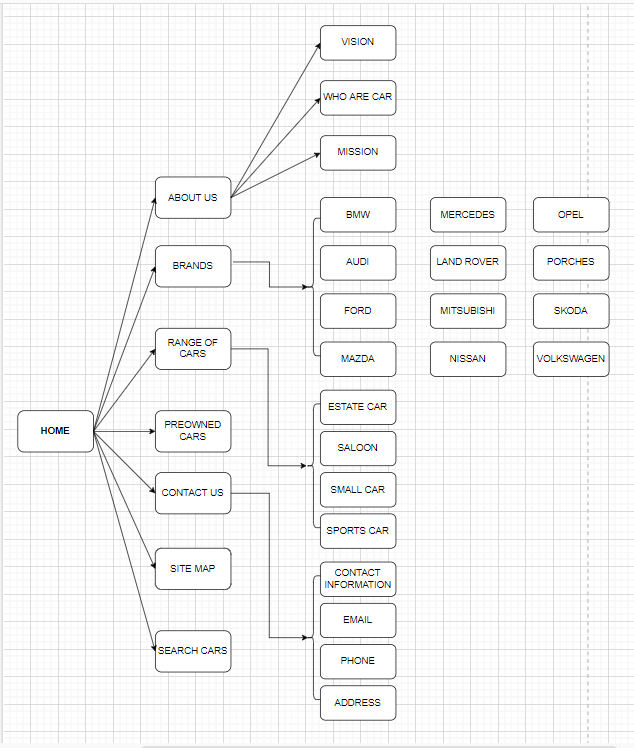 VISION
WHO ARE CAR
MISSION
ABOUT US
BMW
MERCEDES
OPEL
BRANDS
AUDI
LAND ROVER
PORCHES
FORD
MITSUBISHI
SKODA
RANGE OF
CARS
MAZDA
NISSAN
VOLKSWAGEN
ESTATE CAR
HOME
PREOWNED
CARS
SALOON
CONTACT US
SMALL CAR
SPORTS CAR
SITE MAP
CONTACT
INFORMATION
EMAIL
SEARCH CARS
PHONE
ADDRESS